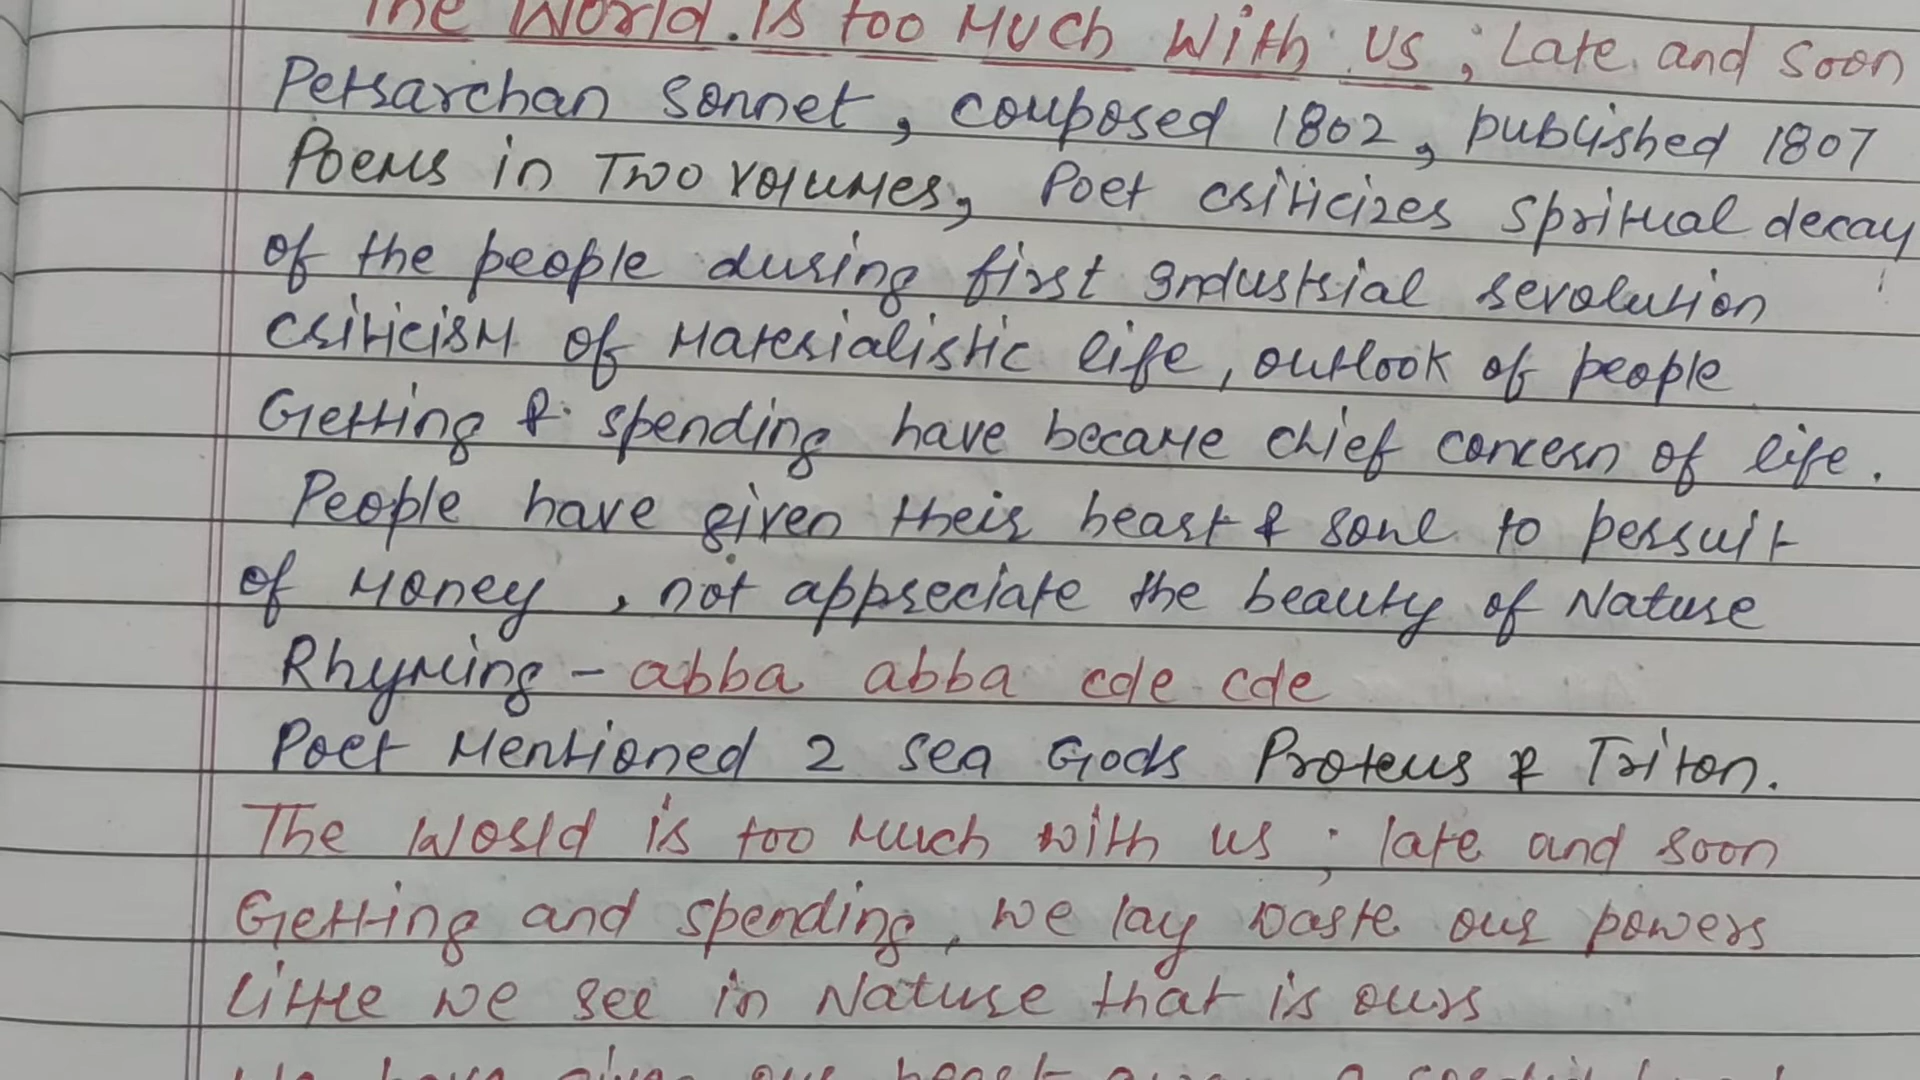 The World is too Much With us ; Late and Soon
Petrarchan Sonnet, composed 1802, published 1807
Poems in Two Volumes, Poet criticizes Spritual decay
of the people during first Industrial revolution
Criticism of Materialistic life, outlook of people
Getting & spending have became chief concern of life.
People have given their heart & soul to persuit
of Money, not appreciate the beauty of Nature
Rhyming - abba abba cde cde
Poet Mentioned 2 Sea Gods Proteus & Triton.
The World is too Much with us ; late and soon
Getting and spending, we lay waste our powers
Little we see in Nature that is ours
have given our heart